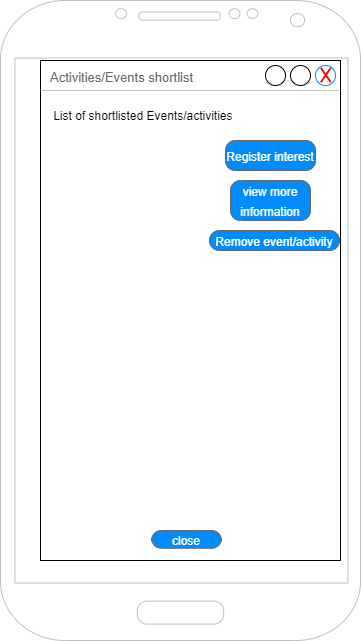 Activities/Events shortlist
X
List of shortlisted Events/activities
Register interest
view more
information
Remove event/activity
close